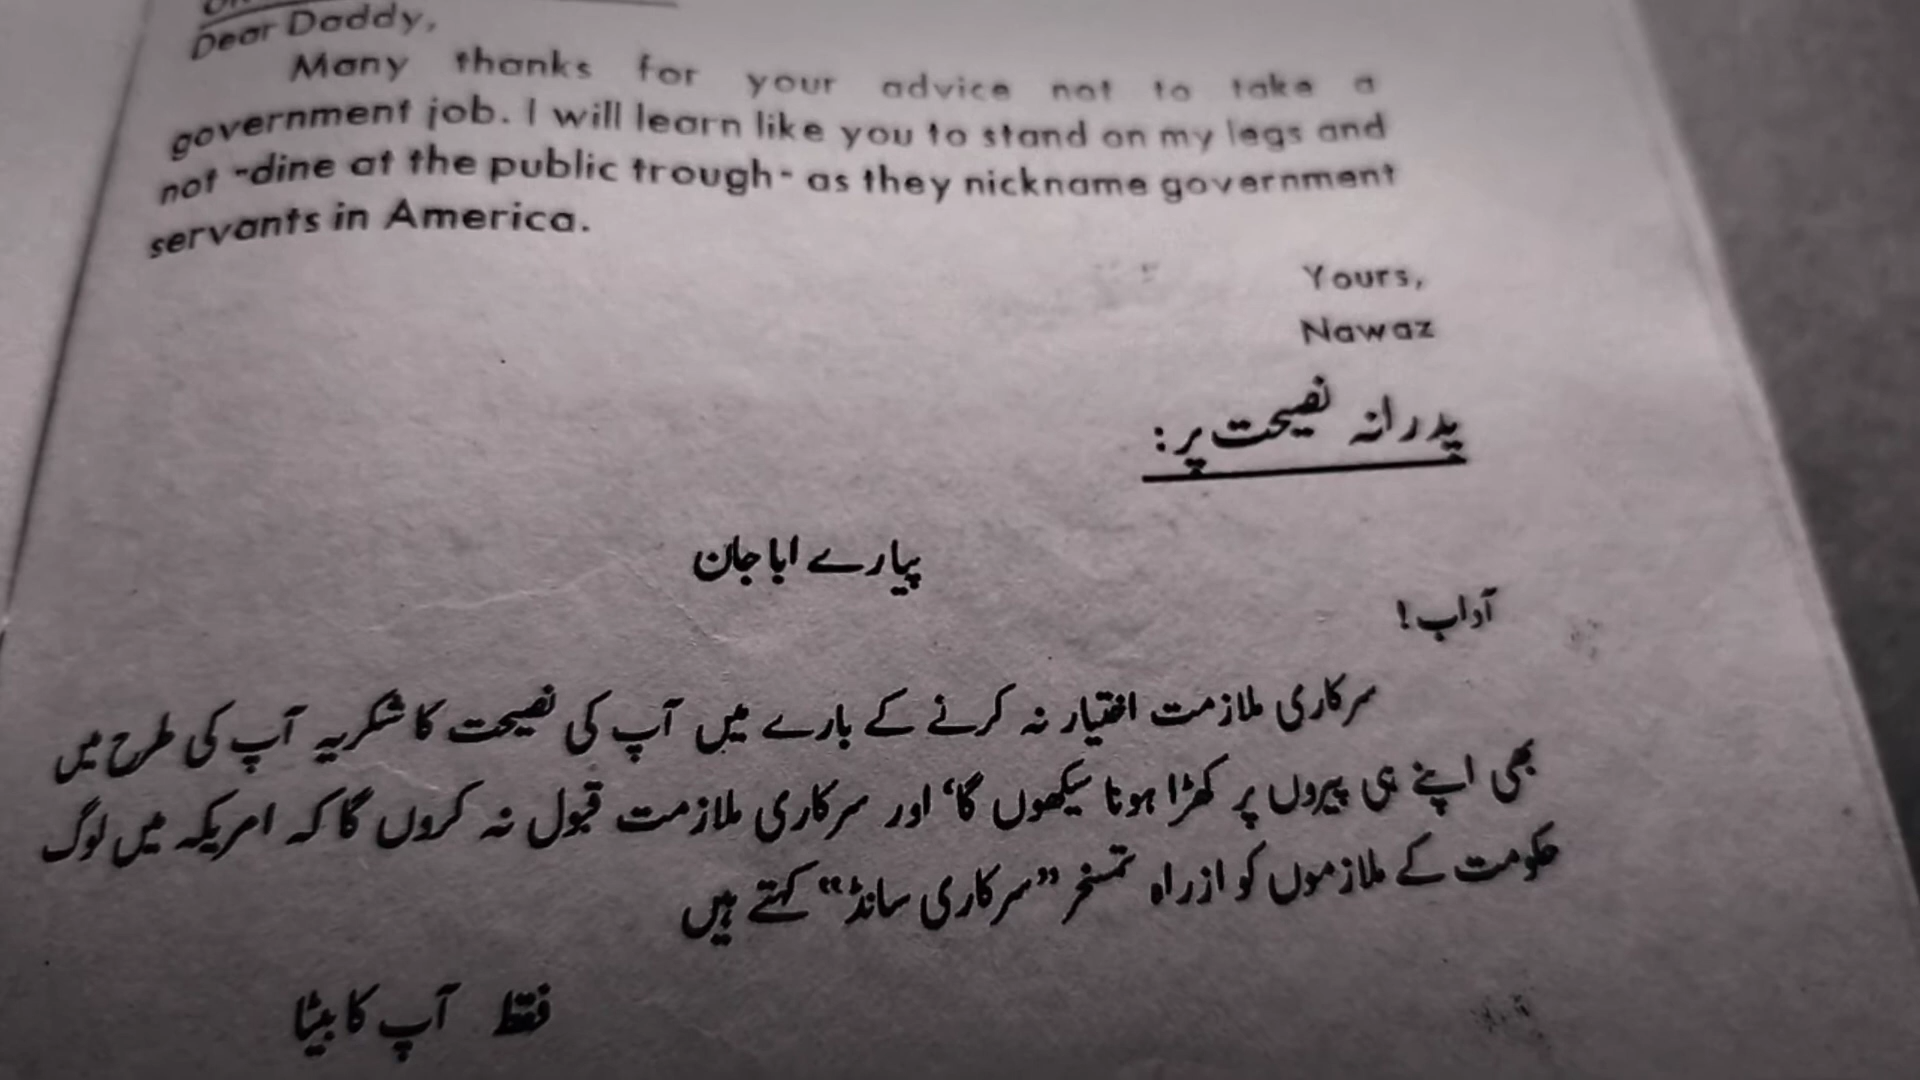 Dear Daddy,
Many thanks for your advice not to take a
government job. I will learn like you to stand on my legs and
not -dine at the public trough- as they nickname government
servants in America.
Yours,
Nawaz
پدرانہ نصیحت پر:
پیارے ابا جان
آداب!
سرکاری ملازمت اختیار نہ کرنے کے بارے میں آپ کی نصیحت کا شکریہ آپ کی طرح میں
بھی اپنے ہی پیروں پر کھڑا ہونا سیکھوں گا، اور سرکاری ملازمت قبول نہ کروں گا کہ امریکہ میں لوگ
حکومت کے ملازموں کو ازراہ تمسخر ”سرکاری سانڈ“ کہتے ہیں
فقط آپ کا بیٹا